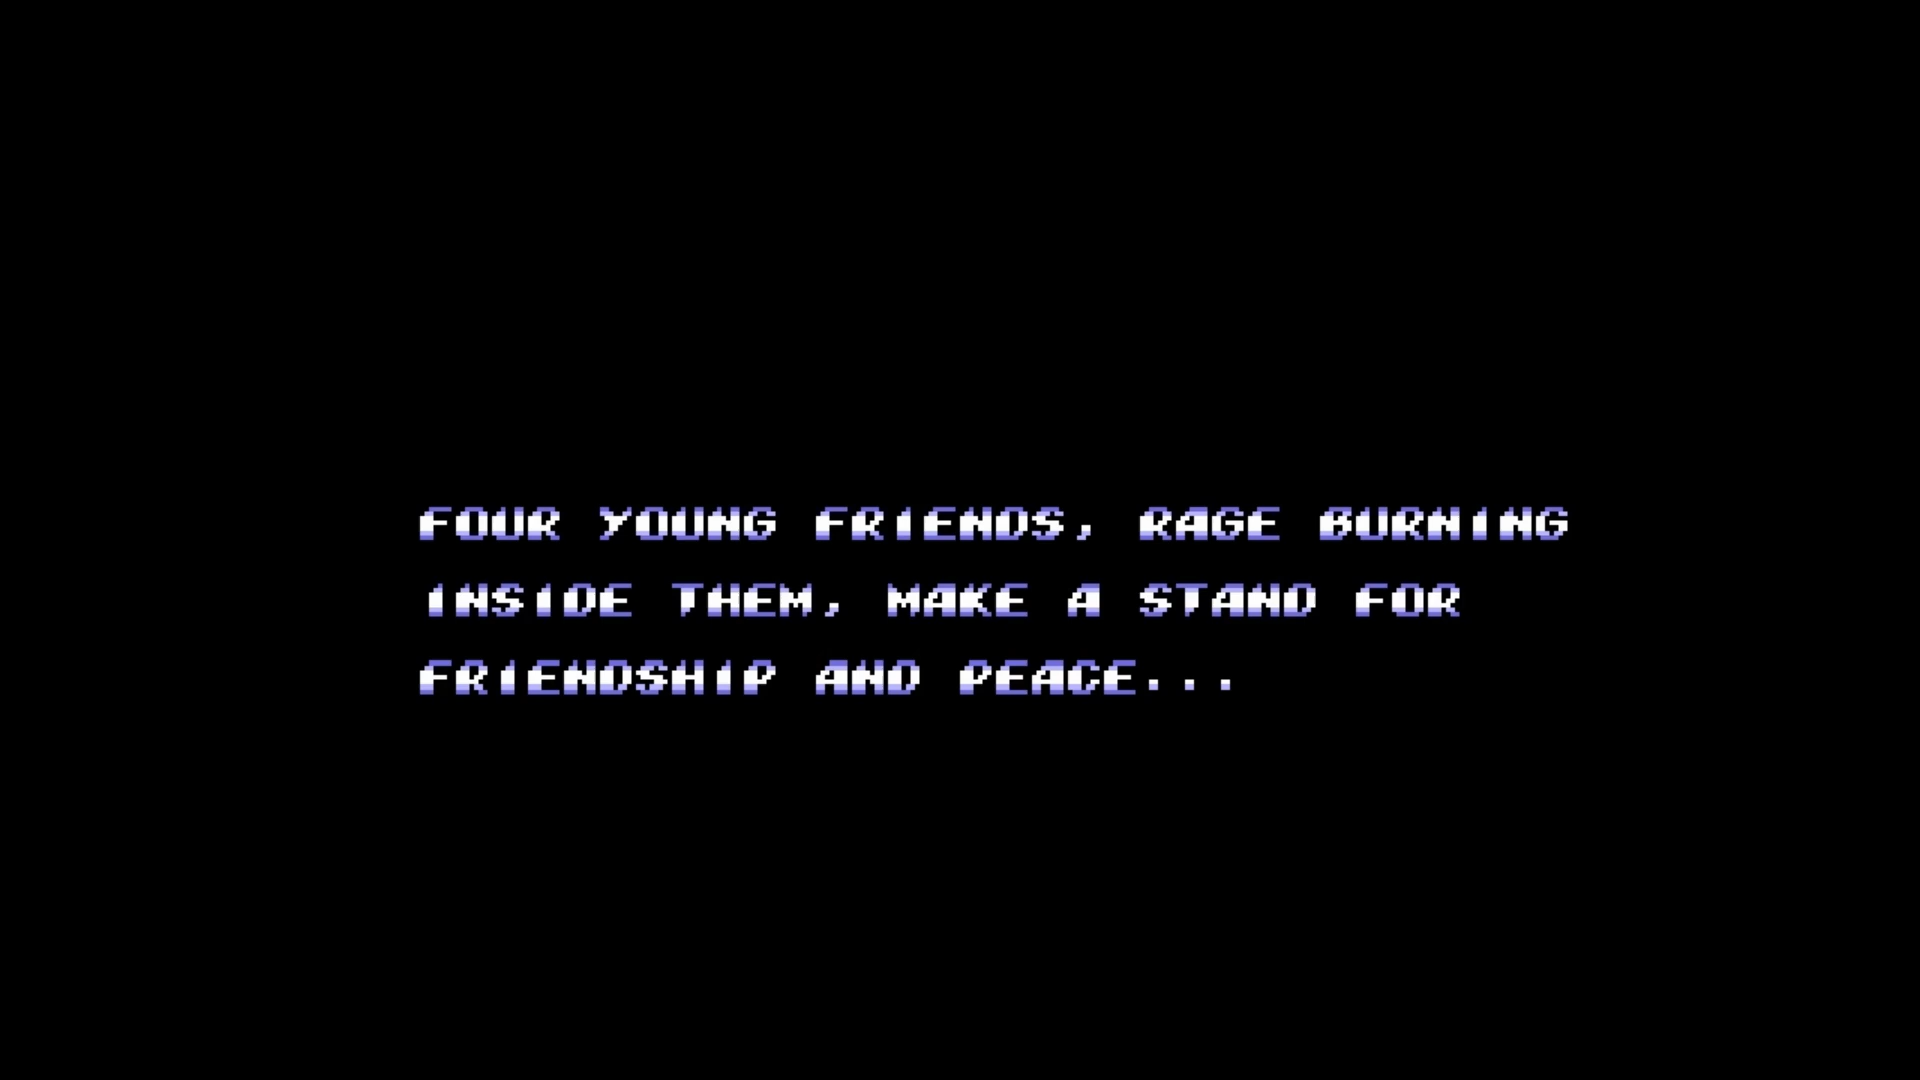 FOUR YOUNG FRIENDS, RAGE BURNING
INSIDE THEM, MAKE A STAND FOR
FRIENDSHIP AND PEACE...